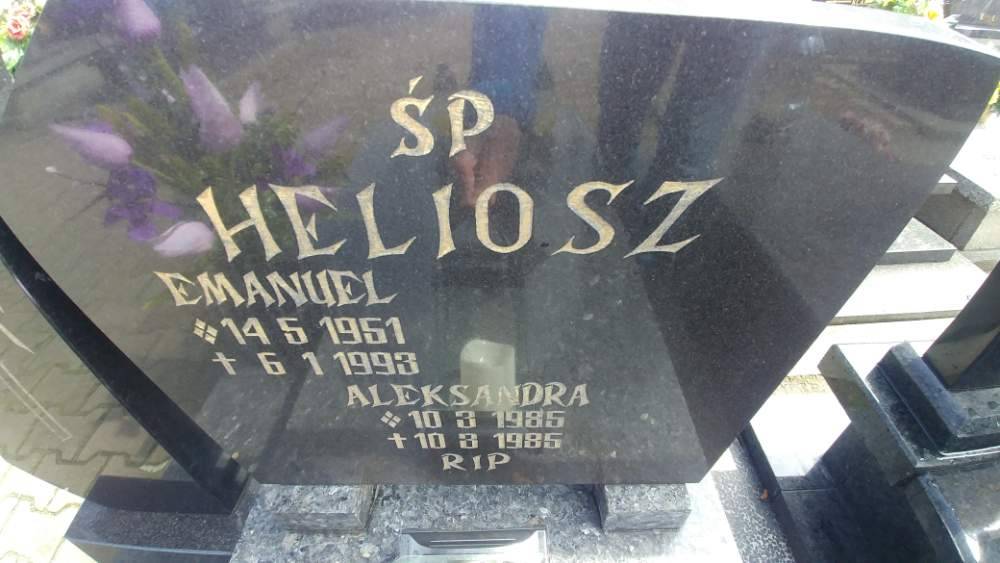 ŚP
HELIOSZ
EMANUEL
❖ 14 5 1951
✝ 6 1 1993
ALEKSANDRA
❖ 10 3 1985
✝ 10 3 1985
RIP